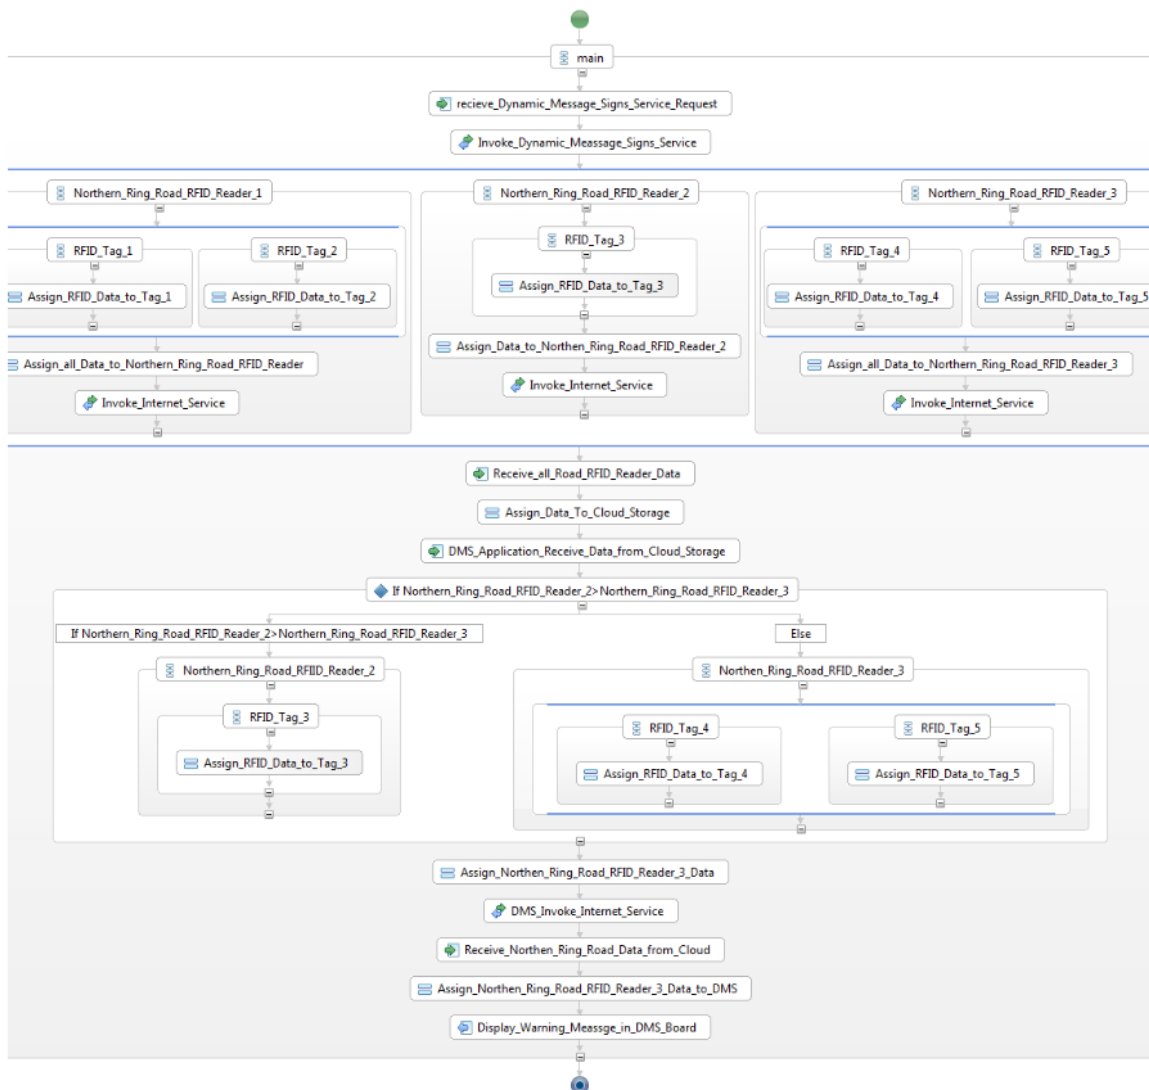 main
recieve_Dynamic_Message_Signs_Service_Request
Invoke_Dynamic_Meassage_Signs_Service
Northern_Ring_Road_RFID_Reader_1
Northern_Ring_Road_RFID_Reader_2
Northern_Ring_Road_RFID_Reader_3
RFID_Tag_1
RFID_Tag_2
RFID_Tag_3
RFID_Tag_4
RFID_Tag_5
Assign_RFID_Data_to_Tag_1
Assign_RFID_Data_to_Tag_2
Assign_RFID_Data_to_Tag_3
Assign_RFID_Data_to_Tag_4
Assign_RFID_Data_to_Tag_5
Assign_all_Data_to_Northern_Ring_Road_RFID_Reader
Assign_Data_to_Northen_Ring_Road_RFID_Reader_2
Assign_all_Data_to_Northern_Ring_Road_RFID_Reader_3
Invoke_Internet_Service
Invoke_Internet_Service
Invoke_Internet_Service
Receive_all_Road_RFID_Reader_Data
Assign_Data_To_Cloud_Storage
DMS_Application_Receive_Data_from_Cloud_Storage
If Northern_Ring_Road_RFID_Reader_2>Northern_Ring_Road_RFID_Reader_3
If Northern_Ring_Road_RFID_Reader_2>Northern_Ring_Road_RFID_Reader_3
Else
Northern_Ring_Road_RFIID_Reader_2
Northen_Ring_Road_RFID_Reader_3
RFID_Tag_3
RFID_Tag_4
RFID_Tag_5
Assign_RFID_Data_to_Tag_3
Assign_RFID_Data_to_Tag_4
Assign_RFID_Data_to_Tag_5
Assign_Northen_Ring_Road_RFID_Reader_3_Data
DMS_Invoke_Internet_Service
Receive_Northen_Ring_Road_Data_from_Cloud
Assign_Northen_Ring_Road_RFID_Reader_3_Data_to_DMS
Display_Warning_Meassge_in_DMS_Board